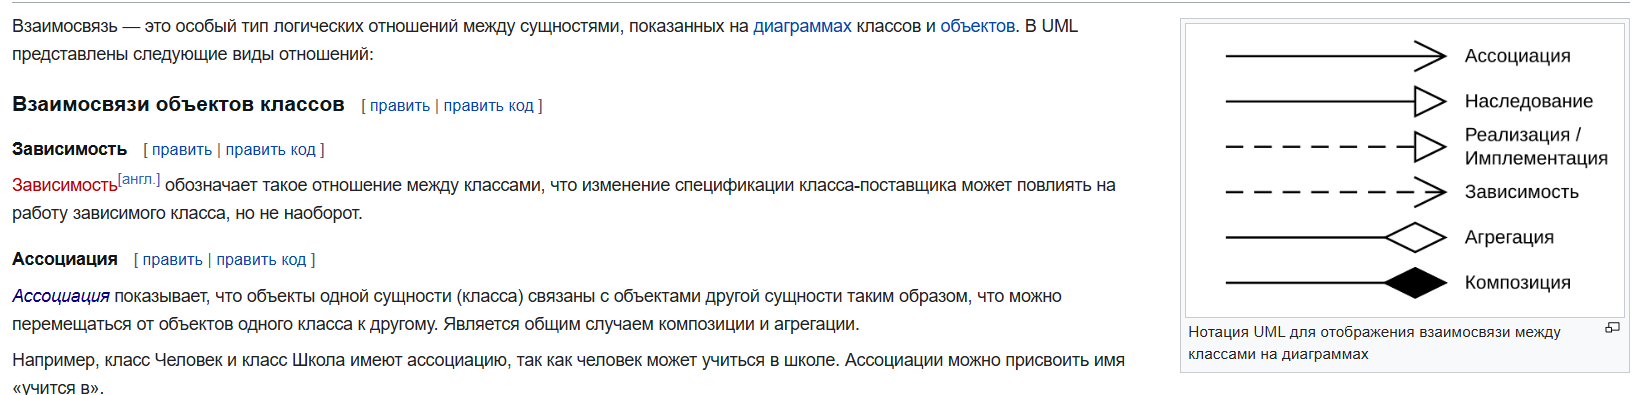 Взаимосвязь — это особый тип логических отношений между сущностями, показанных на диаграммах классов и объектов. В UML
представлены следующие виды отношений:
Взаимосвязи объектов классов [ править | править код ]
Зависимость [ править | править код ]
Зависимость[англ.] обозначает такое отношение между классами, что изменение спецификации класса-поставщика может повлиять на
работу зависимого класса, но не наоборот.
Ассоциация [ править | править код ]
Ассоциация показывает, что объекты одной сущности (класса) связаны с объектами другой сущности таким образом, что можно
перемещаться от объектов одного класса к другому. Является общим случаем композиции и агрегации.
Например, класс Человек и класс Школа имеют ассоциацию, так как человек может учиться в школе. Ассоциации можно присвоить имя
«учится в».
Ассоциация
Наследование
Реализация /
Имплементация
Зависимость
Агрегация
Композиция
Нотация UML для отображения взаимосвязи между
классами на диаграммах